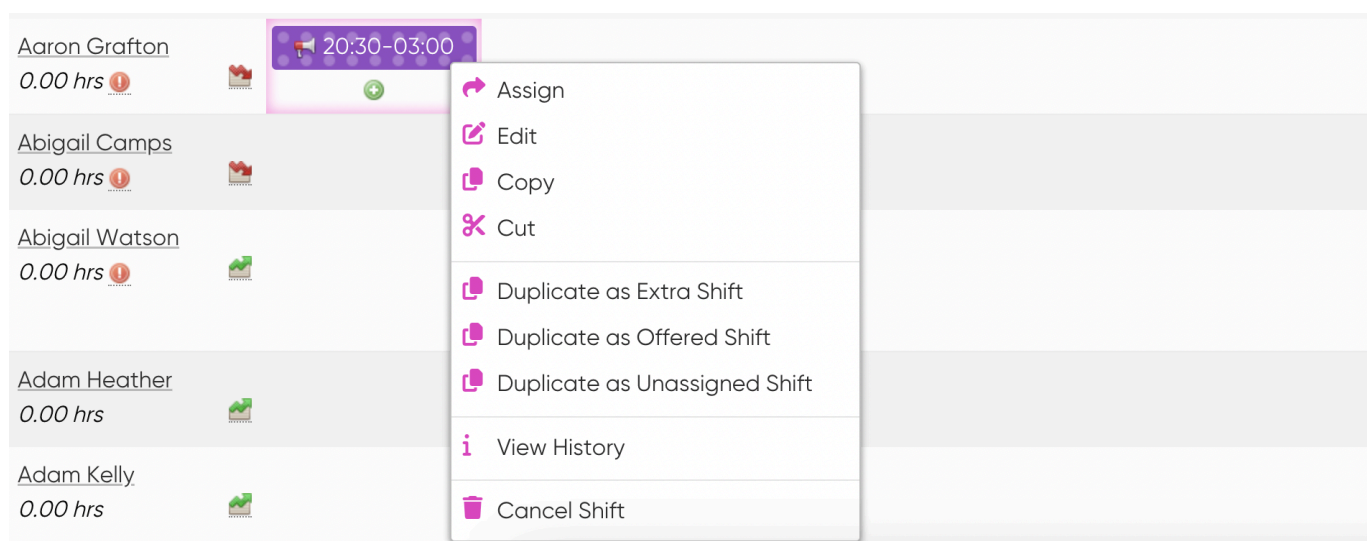 Aaron Grafton
0.00 hrs
20:30-03:00
Abigail Camps
0.00 hrs
Abigail Watson
0.00 hrs
Adam Heather
0.00 hrs
Adam Kelly
0.00 hrs
Assign
Edit
Copy
Cut
Duplicate as Extra Shift
Duplicate as Offered Shift
Duplicate as Unassigned Shift
View History
Cancel Shift